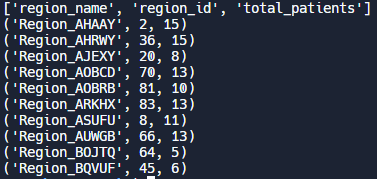 ['region_name', 'region_id', 'total_patients']
('Region_AHAAY', 2, 15)
('Region_AHRWY', 36, 15)
('Region_AJEXY', 20, 8)
('Region_AOBCD', 70, 13)
('Region_AOBRB', 81, 10)
('Region_ARKHX', 83, 13)
('Region_ASUFU', 8, 11)
('Region_AUWGB', 66, 13)
('Region_BOJTQ', 64, 5)
('Region_BQVUF', 45, 6)